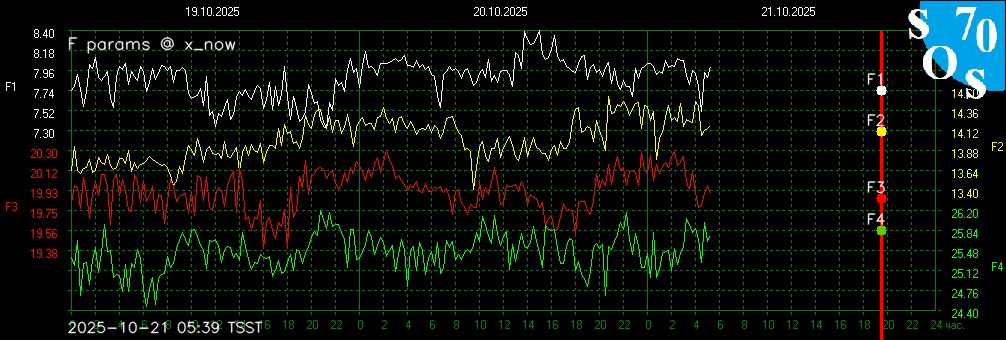 19.10.2025 20.10.2025 21.10.2025
SOS 70
F params @ x_now
8.40
8.18
7.96
F1
7.74
7.52
7.30
20.30
20.12
19.93
F3
19.75
19.56
19.38
F1
F2
F3
F4
14.60
14.36
14.12
F2
13.88
13.64
13.40
26.20
25.84
25.48
F4
25.12
24.76
24.40
2025-10-21 05:39 TSST
18 20 22 0 2 4 6 8 10 12 14 16 18 20 22 0 2 4 6 8 10 12 14 16 18 20 22 24 час.